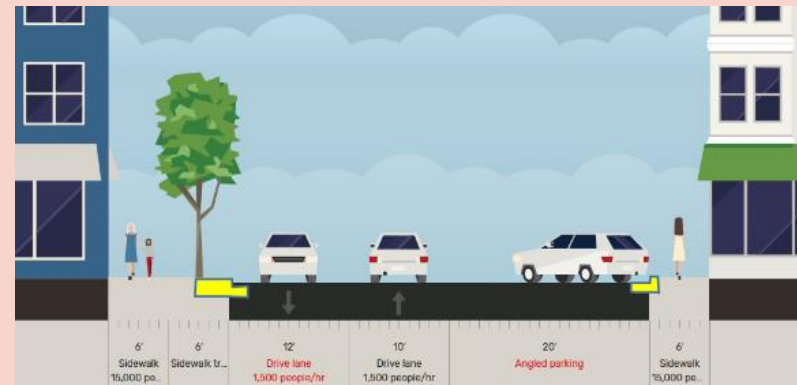 6' 6' 12' 10' 20' 6'
Sidewalk Sidewalk tr... Drive lane Drive lane Angled parking Sidewalk
15,000 pe... 1,500 people/hr 1,500 people/hr 15,000 pe...